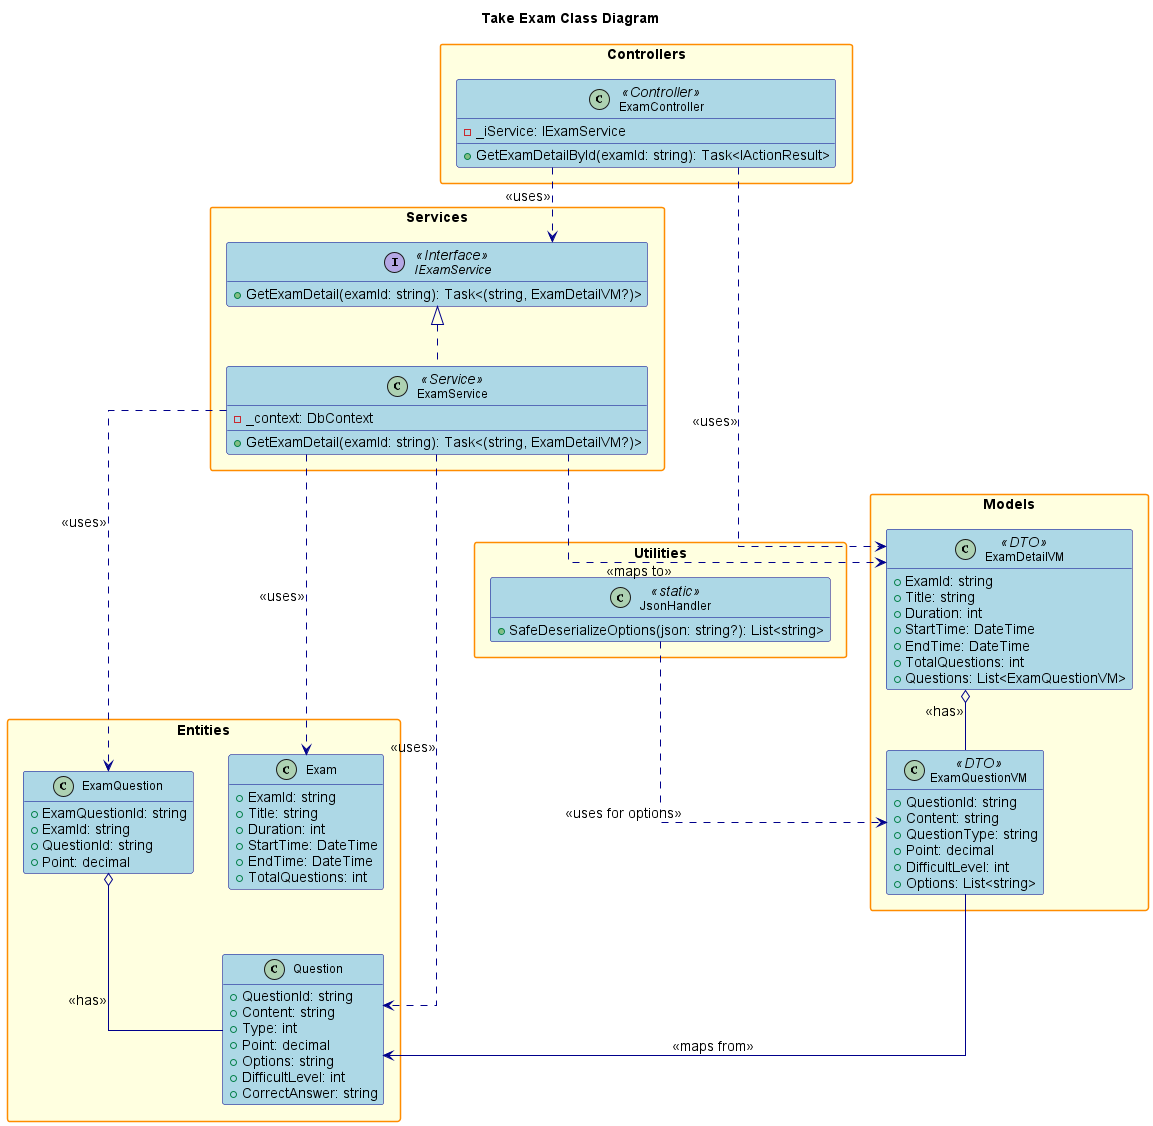 Take Exam Class Diagram
Controllers
C
«Controller»
ExamController
_iService: IExamService
GetExamDetailById(examId: string): Task<IActionResult>
«uses»
Services
I
«Interface»
IExamService
GetExamDetail(examId: string): Task<(string, ExamDetailVM?)>
C
«Service»
ExamService
_context: DbContext
GetExamDetail(examId: string): Task<(string, ExamDetailVM?)>
«uses»
«uses»
«uses»
«uses»
«maps to»
Utilities
C
«static»
JsonHandler
SafeDeserializeOptions(json: string?): List<string>
«uses for options»
Models
C
«DTO»
ExamDetailVM
ExamId: string
Title: string
Duration: int
StartTime: DateTime
EndTime: DateTime
TotalQuestions: int
Questions: List<ExamQuestionVM>
«has»
C
«DTO»
ExamQuestionVM
QuestionId: string
Content: string
QuestionType: string
Point: decimal
DifficultLevel: int
Options: List<string>
Entities
C
ExamQuestion
ExamQuestionId: string
ExamId: string
QuestionId: string
Point: decimal
C
Exam
ExamId: string
Title: string
Duration: int
StartTime: DateTime
EndTime: DateTime
TotalQuestions: int
«has»
C
Question
QuestionId: string
Content: string
Type: int
Point: decimal
Options: string
DifficultLevel: int
CorrectAnswer: string
«maps from»